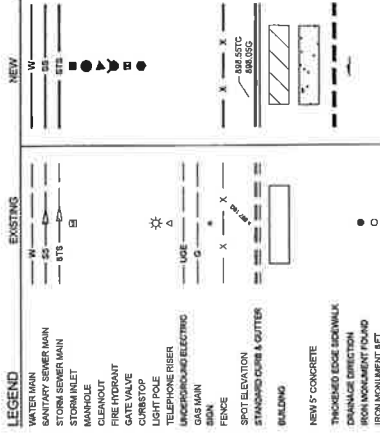 LEGEND EXISTING NEW
WATER MAIN W W
SANITARY SEWER MAIN SS SS
STORM SEWER MAIN STS STS
STORM INLET
MANHOLE
CLEANOUT
FIRE HYDRANT
GATE VALVE
CURBSTOP
LIGHT POLE
TELEPHONE RISER
UNDERGROUND ELECTRIC UGE
GAS MAIN G
SIGN
FENCE X X X X
SPOT ELEVATION 898.55TC
898.05G
STANDARD CURB & GUTTER
BUILDING
NEW 5" CONCRETE
THICKENED EDGE SIDEWALK
DRAINAGE DIRECTION
IRON MONUMENT FOUND
IRON MONUMENT SET